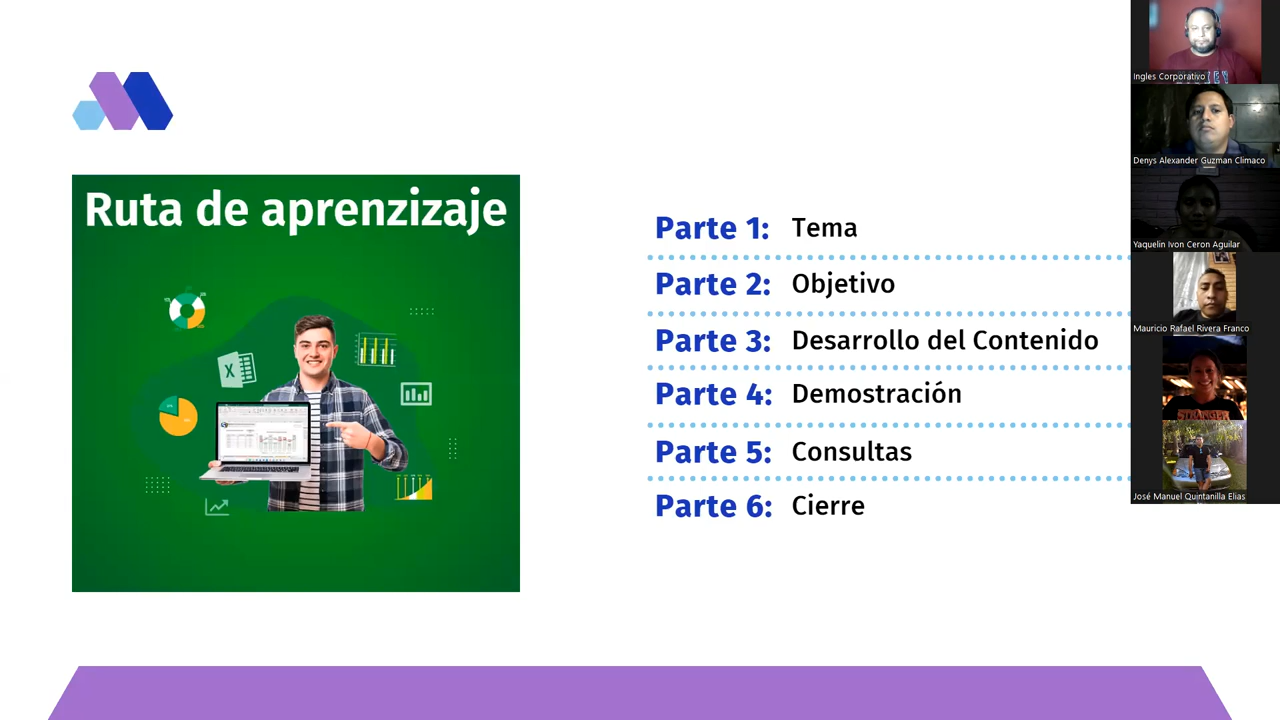 Ruta de aprenzizaje
Parte 1: Tema
Parte 2: Objetivo
Parte 3: Desarrollo del Contenido
Parte 4: Demostración
Parte 5: Consultas
Parte 6: Cierre
Ingles Corporativo
Denys Alexander Guzman Climaco
Yaquelin Ivon Ceron Aguilar
Mauricio Rafael Rivera Franco
STRANGER
José Manuel Quintanilla Elias